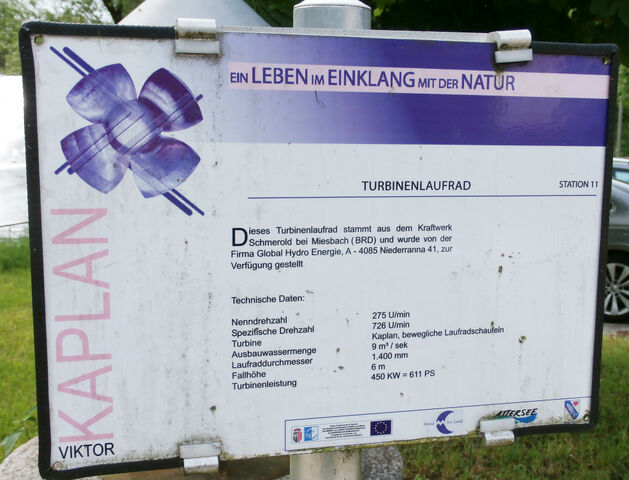 EIN LEBEN IM EINKLANG MIT DER NATUR
TURBINENLAUFRAD
STATION 11
Dieses Turbinenlaufrad stammt aus dem Kraftwerk
Schmerold bei Miesbach (BRD) und wurde von der
Firma Global Hydro Energie, A - 4085 Niederranna 41, zur
Verfügung gestellt
Technische Daten:
Nenndrehzahl 275 U/min
Spezifische Drehzahl 726 U/min
Turbine Kaplan, bewegliche Laufradschaufeln
Ausbauwassermenge 9 m³ / sek
Laufraddurchmesser 1.400 mm
Fallhöhe 6 m
Turbinenleistung 450 KW = 611 PS
VIKTOR
KAPLAN
ATTERSEE